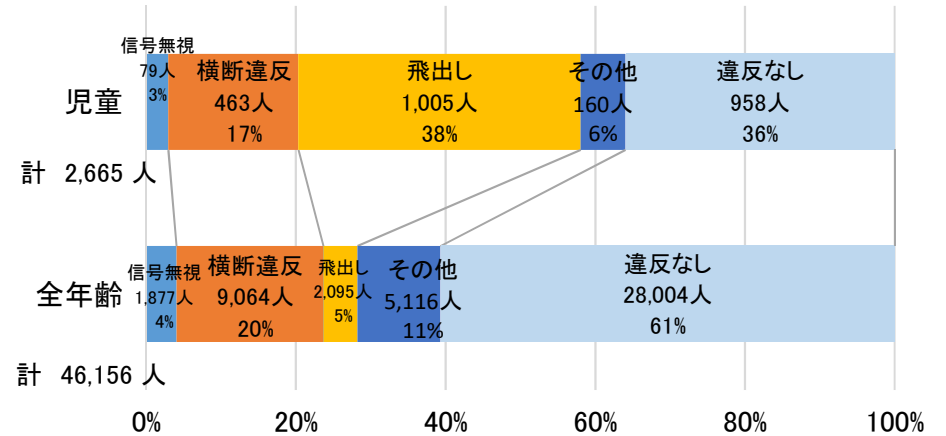 児童
計 2,665 人
信号無視
79人
3%
横断違反
463人
17%
飛出し
1,005人
38%
その他
160人
6%
違反なし
958人
36%
全年齢
計 46,156 人
信号無視
1,877人
4%
横断違反
9,064人
20%
飛出し
2,095人
5%
その他
5,116人
11%
違反なし
28,004人
61%
0%
20%
40%
60%
80%
100%